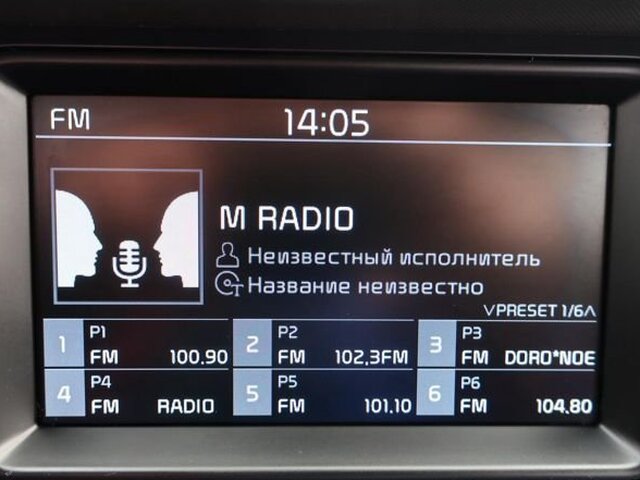 FM 14:05
M RADIO
Неизвестный исполнитель
Название неизвестно
VPRESET 1/6Λ
1 P1 FM 100.90
2 P2 FM 102,3FM
3 P3 FM DORO*NOE
4 P4 FM RADIO
5 P5 FM 101.10
6 P6 FM 104.80